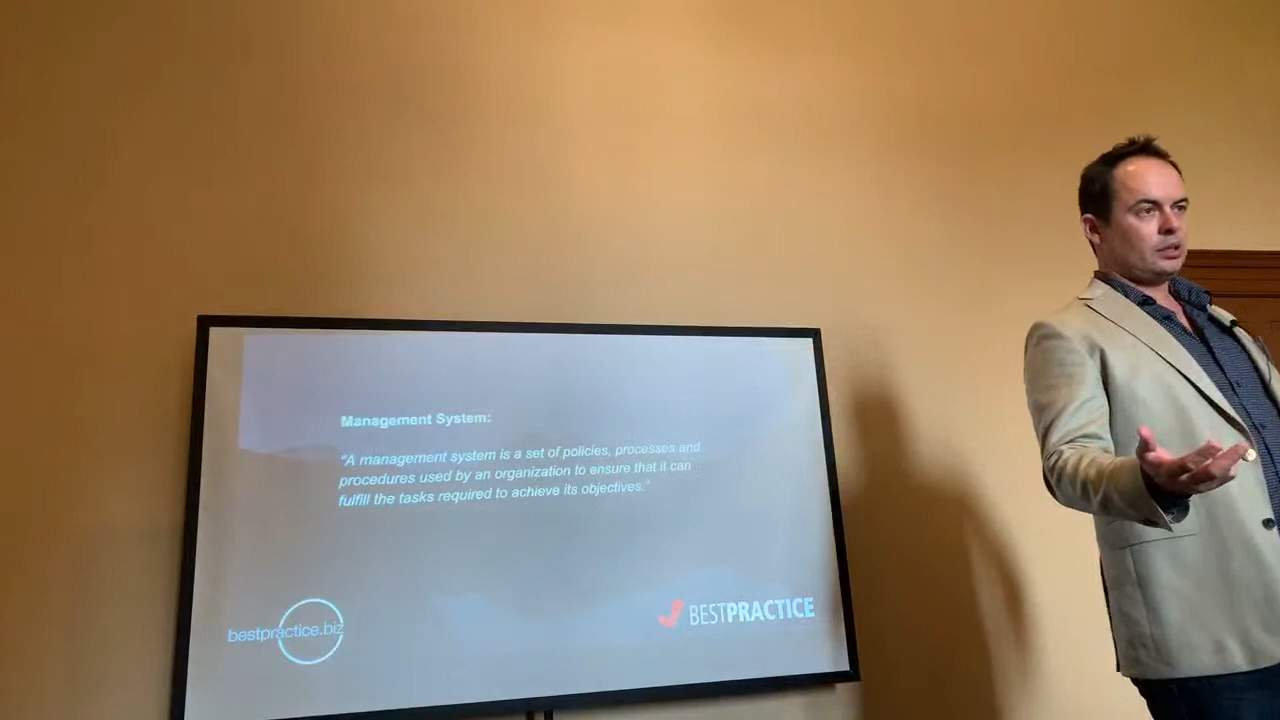 Management System:
“A management system is a set of policies, processes and
procedures used by an organization to ensure that it can
fulfill the tasks required to achieve its objectives.”
bestpractice.biz
BESTPRACTICE